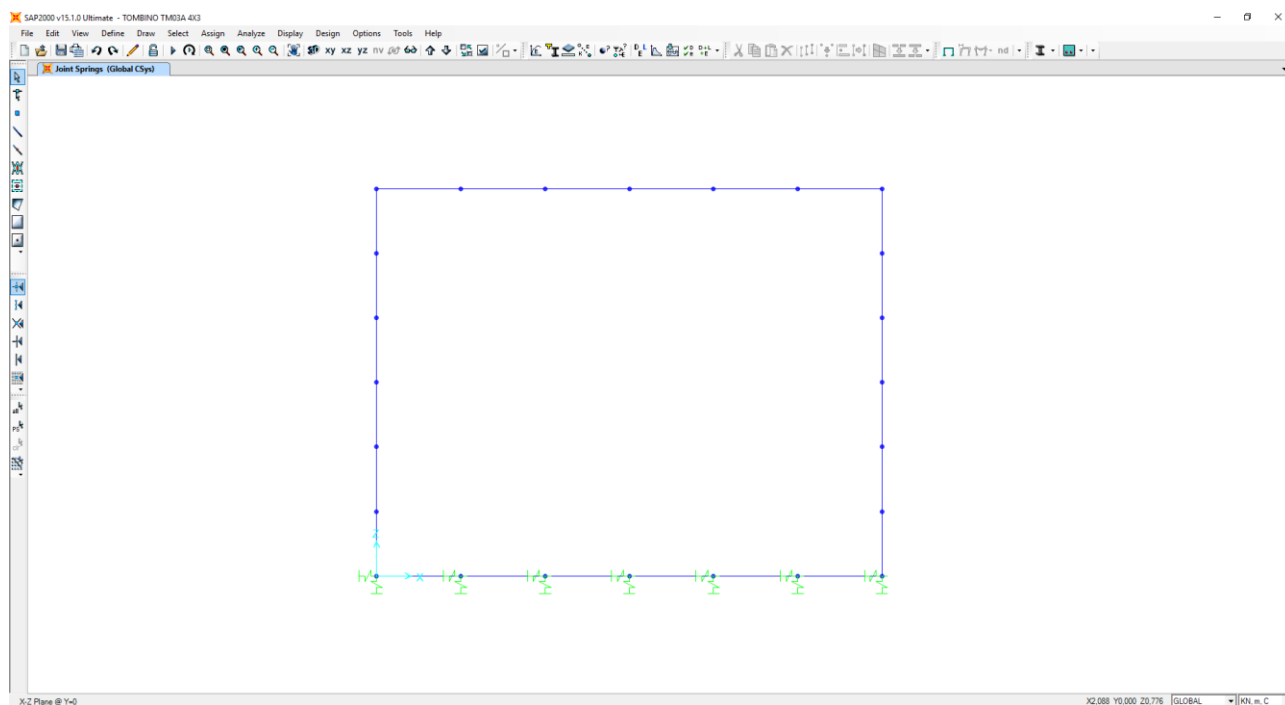 SAP2000 v15.1.0 Ultimate - TOMBINO TM03A 4X3
File Edit View Define Draw Select Assign Analyze Display Design Options Tools Help
xy xz yz nv nd
Joint Springs (Global CSys)
Z
X
X-Z Plane @ Y=0
X2,088 Y0,000 Z0,776 GLOBAL KN, m, C